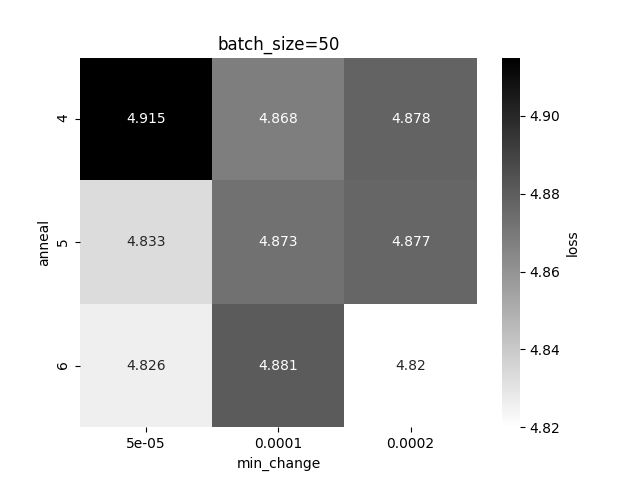 batch_size=50
4 4.915 4.868 4.878
5 4.833 4.873 4.877
6 4.826 4.881 4.82
5e-05 0.0001 0.0002
min_change
anneal
4.90
4.88
4.86
4.84
4.82
loss